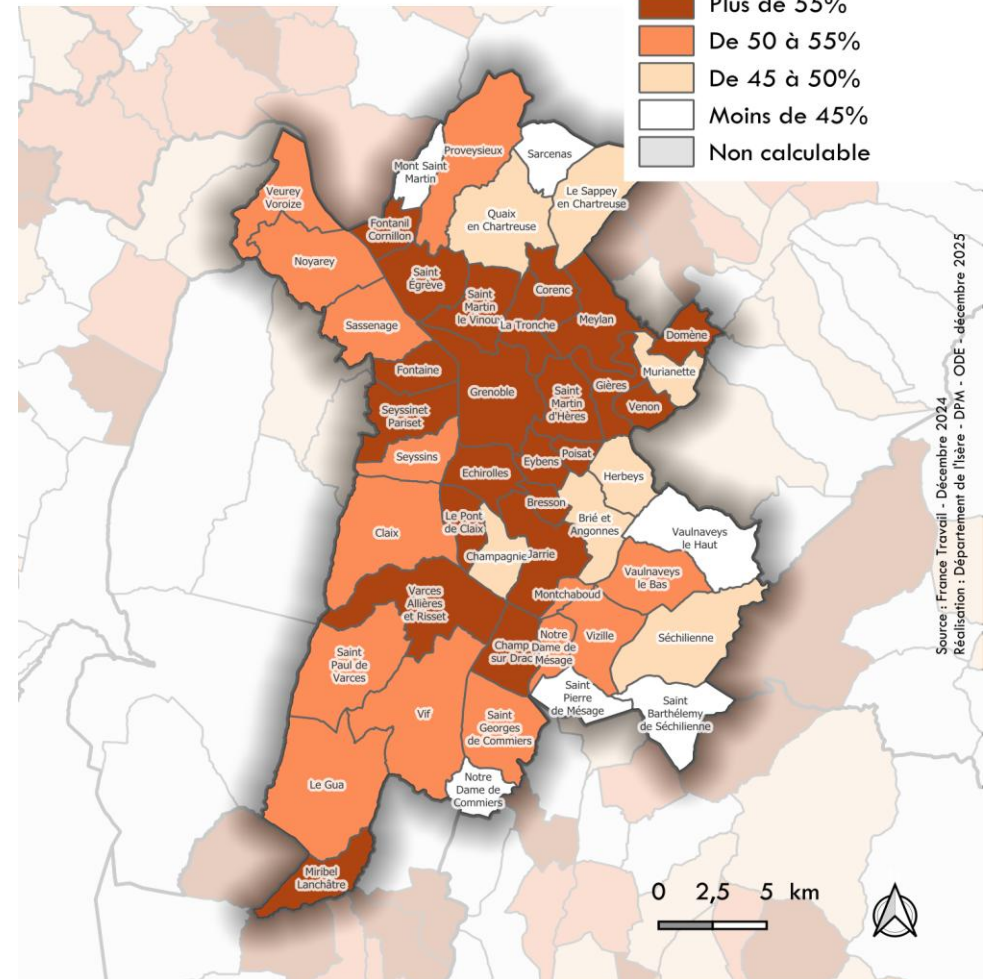 Plus de 55%
De 50 à 55%
De 45 à 50%
Moins de 45%
Non calculable
Proveysieux
Sarcenas
Mont Saint
Martin
Le Sappey
en Chartreuse
Veurey
Voroize
Quaix
en Chartreuse
Fontanil
Cornillon
Noyarey
Saint
Égrève
Corenc
Saint
Martin
le Vinoux
La Tronche
Meylan
Sassenage
Domène
Fontaine
Murianette
Gières
Grenoble
Saint
Martin
d'Hères
Venon
Seyssinet
Pariset
Seyssins
Poisat
Eybens
Echirolles
Herbeys
Bresson
Le Pont
de Claix
Brié et
Angonnes
Claix
Vaulnaveys
le Haut
Champagnie
Jarrie
Vaulnaveys
le Bas
Varces
Allières
et Risset
Montchaboud
Champ
sur Drac
Notre
Dame de
Mésage
Vizille
Séchilienne
Saint
Paul de
Varces
Saint
Pierre
de Mésage
Saint
Barthélemy
de Séchilienne
Vif
Saint
Georges
de Commiers
Le Gua
Notre
Dame de
Commiers
Miribel
Lanchâtre
0 2,5 5 km
Source : France Travail - Décembre 2024
Réalisation : Département de l'Isère - DPM - ODE - décembre 2025